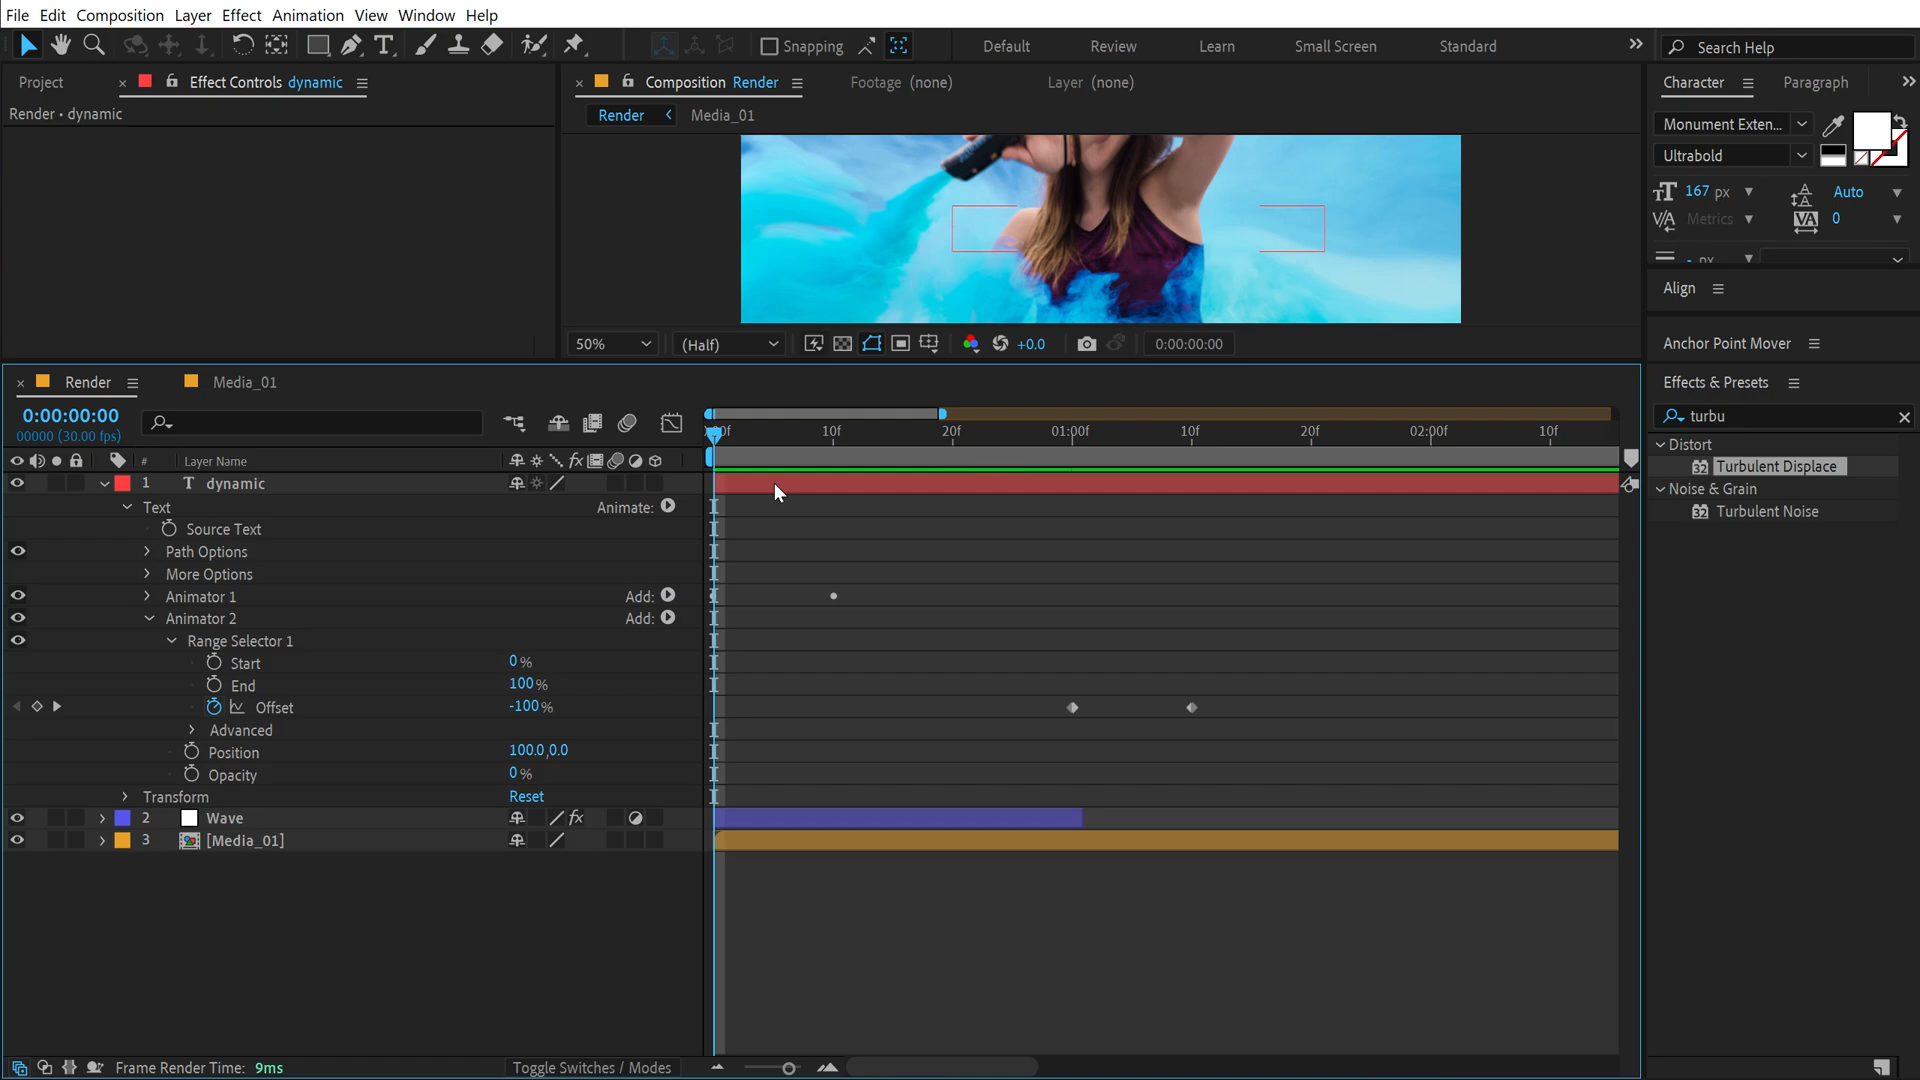 File Edit Composition Layer Effect Animation View Window Help
Snapping Default Review Learn Small Screen Standard Search Help
Project × Effect Controls dynamic × Composition Render Footage (none) Layer (none) Character Paragraph
Render • dynamic
Render Media_01
Monument Exten...
Ultrabold
167 px Auto
Metrics 0
- px
Align
50% (Half) +0.0 0:00:00:00
Anchor Point Mover
× Render Media_01 Effects & Presets
0:00:00:00
00000 (30.00 fps)
turbu
10f 20f 01:00f 10f 20f 02:00f 10f
# Layer Name
Distort
32 Turbulent Displace
Noise & Grain
32 Turbulent Noise
1 T dynamic
Text Animate:
Source Text
Path Options
More Options
Animator 1 Add:
Animator 2 Add:
Range Selector 1
Start 0%
End 100%
Offset -100%
Advanced
Position 100.0,0.0
Opacity 0%
Transform Reset
2 Wave fx
3 [Media_01]
Frame Render Time: 9ms Toggle Switches / Modes